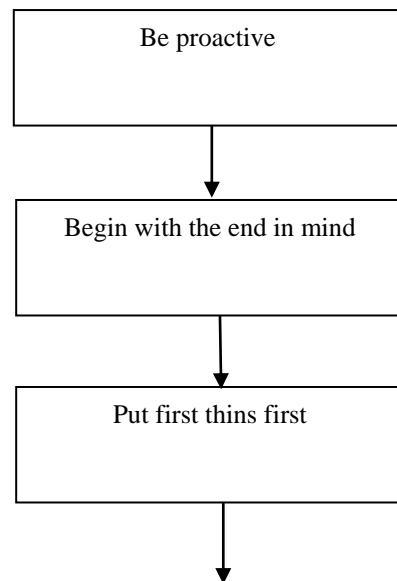 Be proactive
Begin with the end in mind
Put first thins first